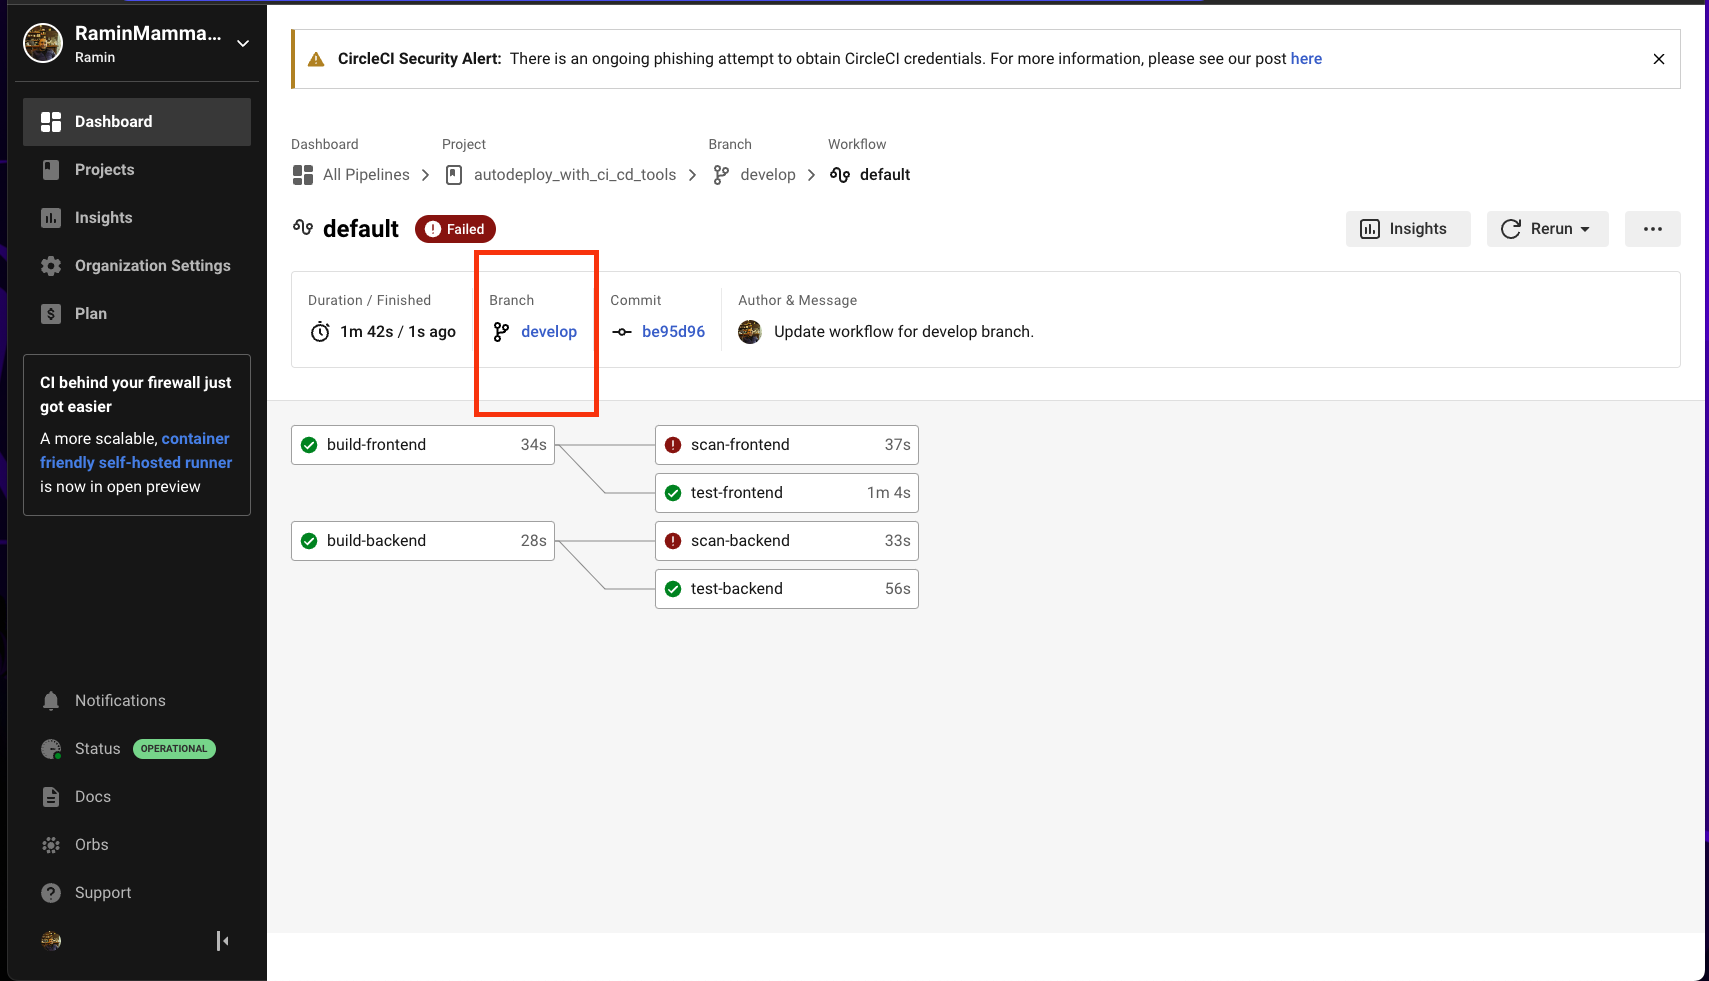 RaminMamma...
Ramin
Dashboard
Projects
Insights
Organization Settings
Plan
CI behind your firewall just
got easier
A more scalable, container
friendly self-hosted runner
is now in open preview
Notifications
Status OPERATIONAL
Docs
Orbs
Support
CircleCI Security Alert: There is an ongoing phishing attempt to obtain CircleCI credentials. For more information, please see our post here
Dashboard Project Branch Workflow
All Pipelines autodeploy_with_ci_cd_tools develop default
default Failed Insights Rerun
Duration / Finished Branch Commit Author & Message
1m 42s / 1s ago develop be95d96 Update workflow for develop branch.
build-frontend 34s scan-frontend 37s
test-frontend 1m 4s
build-backend 28s scan-backend 33s
test-backend 56s